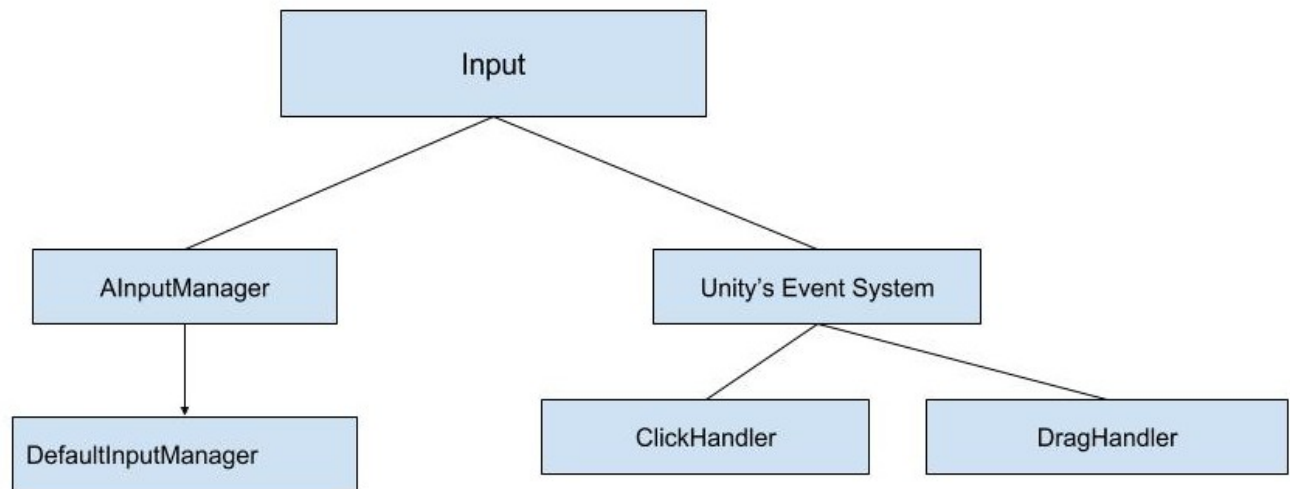 Input
AInputManager
Unity’s Event System
DefaultInputManager
ClickHandler
DragHandler